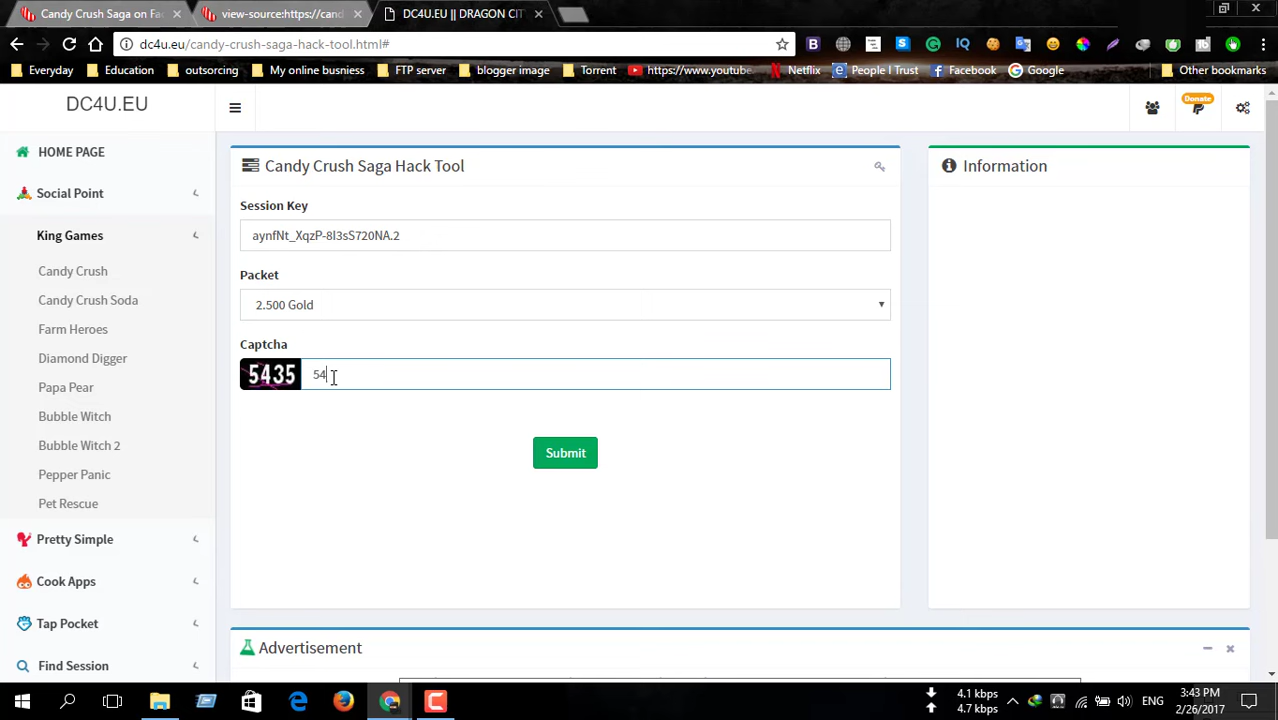 Candy Crush Saga on Fac
view-source:https://cand
DC4U.EU || DRAGON CIT
dc4u.eu/candy-crush-saga-hack-tool.html#
Everyday
Education
outsorcing
My online busniess
FTP server
blogger image
Torrent
https://www.youtube.
Netflix
People I Trust
Facebook
Google
Other bookmarks
DC4U.EU
Donate
HOME PAGE
Social Point
King Games
Candy Crush
Candy Crush Soda
Farm Heroes
Diamond Digger
Papa Pear
Bubble Witch
Bubble Witch 2
Pepper Panic
Pet Rescue
Pretty Simple
Cook Apps
Tap Pocket
Find Session
Candy Crush Saga Hack Tool
Session Key
aynfNt_XqzP-8I3sS720NA.2
Packet
2.500 Gold
Captcha
5435
54
Submit
Information
Advertisement
4.1 kbps
4.7 kbps
ENG
3:43 PM
2/26/2017